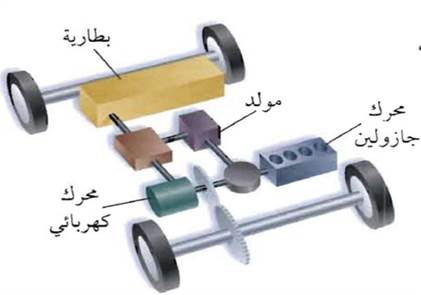 بطارية
مولد
محرك
جازولين
محرك
كهربائي